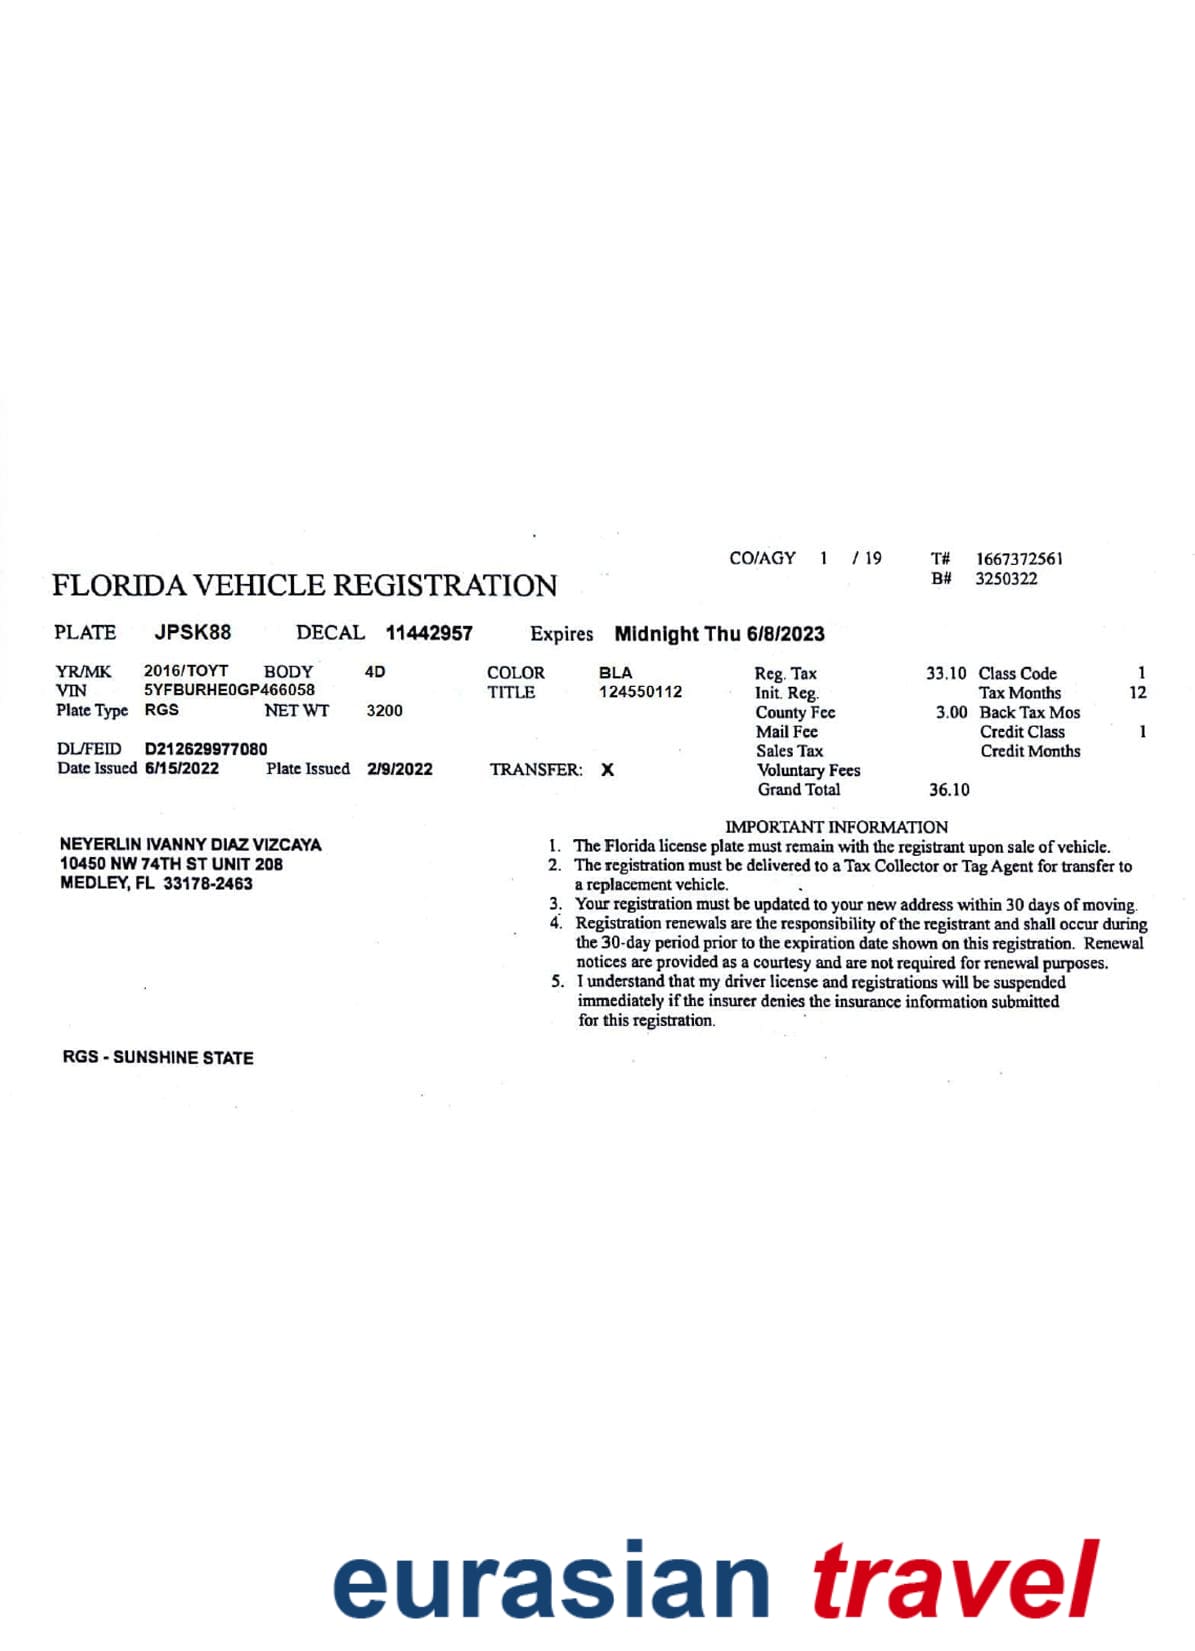 CO/AGY 1 / 19 T# 1667372561
B# 3250322
FLORIDA VEHICLE REGISTRATION
PLATE JPSK88 DECAL 11442957 Expires Midnight Thu 6/8/2023
YR/MK 2016/TOYT BODY 4D COLOR BLA Reg. Tax 33.10 Class Code 1
VIN 5YFBURHE0GP466058 TITLE 124550112 Init. Reg. Tax Months 12
Plate Type RGS NET WT 3200 County Fee 3.00 Back Tax Mos
Mail Fee Credit Class 1
DL/FEID D212629977080 Sales Tax Credit Months
Date Issued 6/15/2022 Plate Issued 2/9/2022 TRANSFER: X Voluntary Fees
Grand Total 36.10
NEYERLIN IVANNY DIAZ VIZCAYA
10450 NW 74TH ST UNIT 208
MEDLEY, FL 33178-2463
IMPORTANT INFORMATION
1. The Florida license plate must remain with the registrant upon sale of vehicle.
2. The registration must be delivered to a Tax Collector or Tag Agent for transfer to
a replacement vehicle.
3. Your registration must be updated to your new address within 30 days of moving.
4. Registration renewals are the responsibility of the registrant and shall occur during
the 30-day period prior to the expiration date shown on this registration. Renewal
notices are provided as a courtesy and are not required for renewal purposes.
5. I understand that my driver license and registrations will be suspended
immediately if the insurer denies the insurance information submitted
for this registration.
RGS - SUNSHINE STATE
eurasian travel